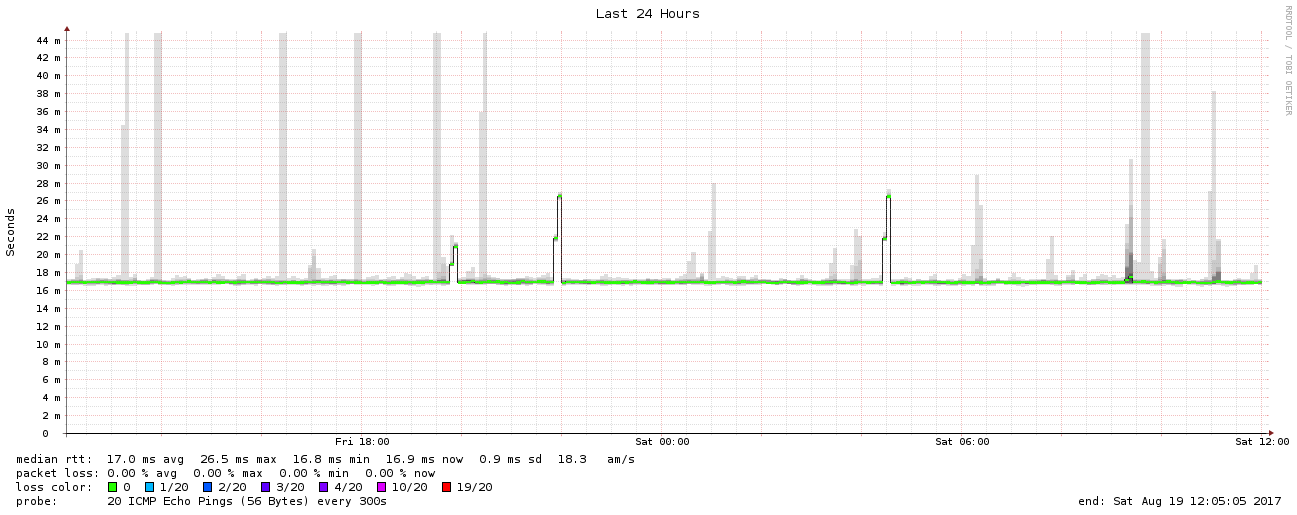 Last 24 Hours
RRDTOOL / TOBI OETIKER
Seconds
44 m
42 m
40 m
38 m
36 m
34 m
32 m
30 m
28 m
26 m
24 m
22 m
20 m
18 m
16 m
14 m
12 m
10 m
8 m
6 m
4 m
2 m
0
Fri 18:00 Sat 00:00 Sat 06:00 Sat 12:00
median rtt: 17.0 ms avg 26.5 ms max 16.8 ms min 16.9 ms now 0.9 ms sd 18.3 am/s
packet loss: 0.00 % avg 0.00 % max 0.00 % min 0.00 % now
loss color: 0 1/20 2/20 3/20 4/20 10/20 19/20
probe: 20 ICMP Echo Pings (56 Bytes) every 300s end: Sat Aug 19 12:05:05 2017